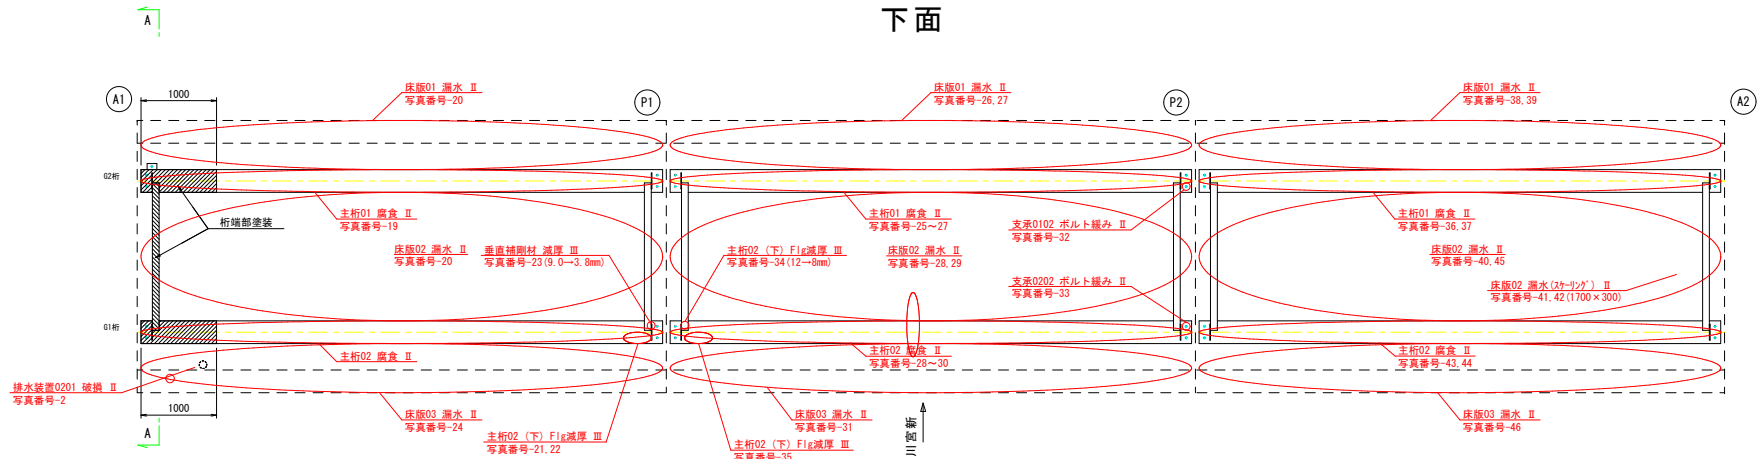 下面
A
A1
1000
床版01 漏水 Ⅱ
写真番号-20
P1
床版01 漏水 Ⅱ
写真番号-26,27
P2
床版01 漏水 Ⅱ
写真番号-38,39
A2
G2桁
主桁01 腐食 Ⅱ
写真番号-19
桁端部塗装
床版02 漏水 Ⅱ
写真番号-20
垂直補剛材 減厚 Ⅲ
写真番号-23(9.0→3.8mm)
主桁02 (下) Flg減厚 Ⅲ
写真番号-34(12→8mm)
主桁01 腐食 Ⅱ
写真番号-25~27
床版02 漏水 Ⅱ
写真番号-28,29
支承0102 ボルト緩み Ⅱ
写真番号-32
支承0202 ボルト緩み Ⅱ
写真番号-33
主桁01 腐食 Ⅱ
写真番号-36,37
床版02 漏水 Ⅱ
写真番号-40,45
床版02 漏水(スケーリング) Ⅱ
写真番号-41,42(1700×300)
G1桁
主桁02 腐食 Ⅱ
主桁02 腐食 Ⅱ
写真番号-28~30
主桁02 腐食 Ⅱ
写真番号-43,44
排水装置0201 破損 Ⅱ
写真番号-2
1000
A
床版03 漏水 Ⅱ
写真番号-24
主桁02 (下) Flg減厚 Ⅲ
写真番号-21,22
主桁02 (下) Flg減厚 Ⅲ
写真番号-35
床版03 漏水 Ⅱ
写真番号-31
川宮新
床版03 漏水 Ⅱ
写真番号-46